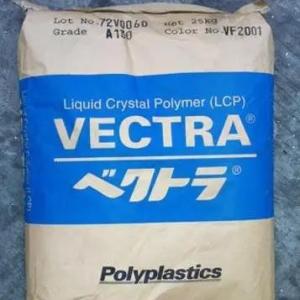 Lot No. 72V0060 Net 25kg
Grade A130 Color No. VF2001
Liquid Crystal Polymer (LCP)
VECTRA®
ベクトラ®
Polyplastics